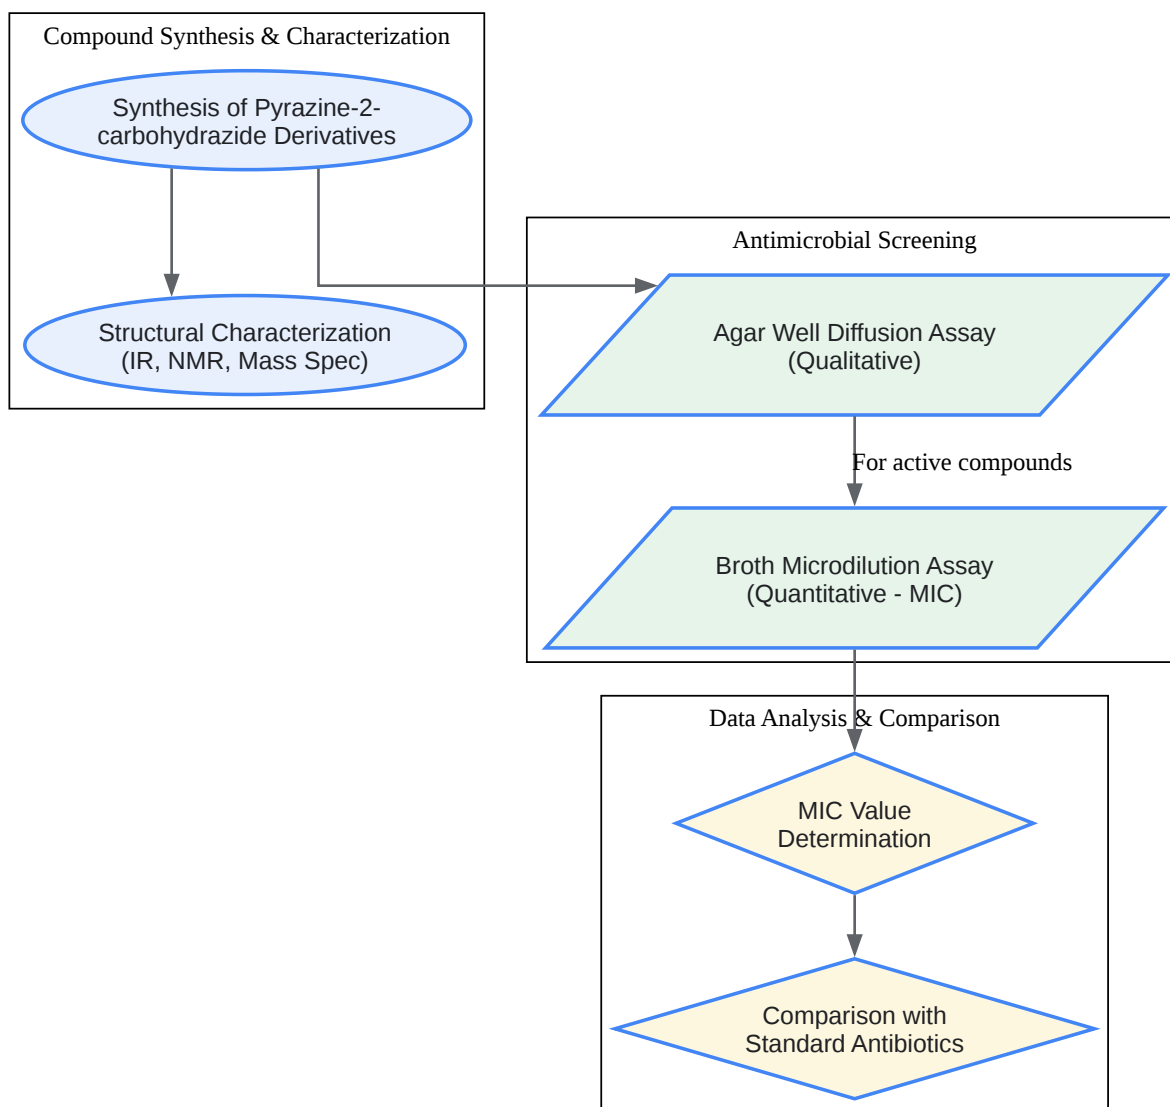 Compound Synthesis & Characterization
Synthesis of Pyrazine-2-
carbohydrazide Derivatives
Structural Characterization
(IR, NMR, Mass Spec)
Antimicrobial Screening
Agar Well Diffusion Assay
(Qualitative)
For active compounds
Broth Microdilution Assay
(Quantitative - MIC)
Data Analysis & Comparison
MIC Value
Determination
Comparison with
Standard Antibiotics